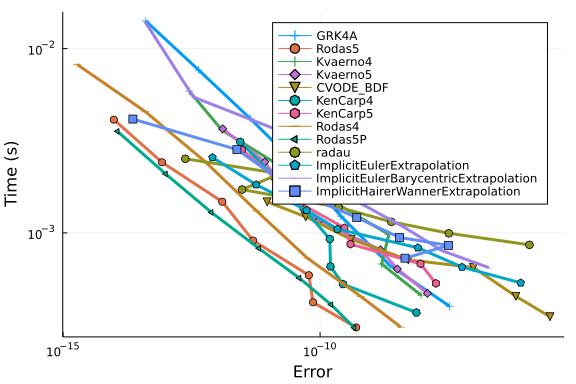 10⁻²
GRK4A
Rodas5
Kvaerno4
Kvaerno5
CVODE_BDF
KenCarp4
KenCarp5
Rodas4
Rodas5P
radau
ImplicitEulerExtrapolation
ImplicitEulerBarycentricExtrapolation
ImplicitHairerWannerExtrapolation
Time (s)
10⁻³
10⁻¹⁵
10⁻¹⁰
Error